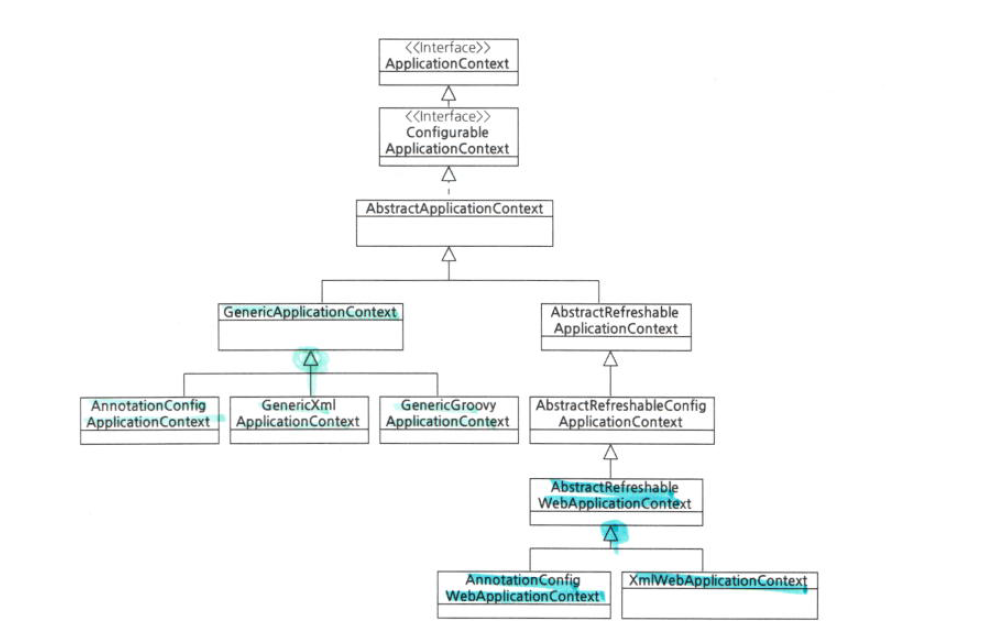 <<Interface>>
ApplicationContext
<<Interface>>
Configurable
ApplicationContext
AbstractApplicationContext
GenericApplicationContext
AbstractRefreshable
ApplicationContext
AnnotationConfig
ApplicationContext
GenericXml
ApplicationContext
GenericGroovy
ApplicationContext
AbstractRefreshableConfig
ApplicationContext
AbstractRefreshable
WebApplicationContext
AnnotationConfig
WebApplicationContext
XmlWebApplicationContext